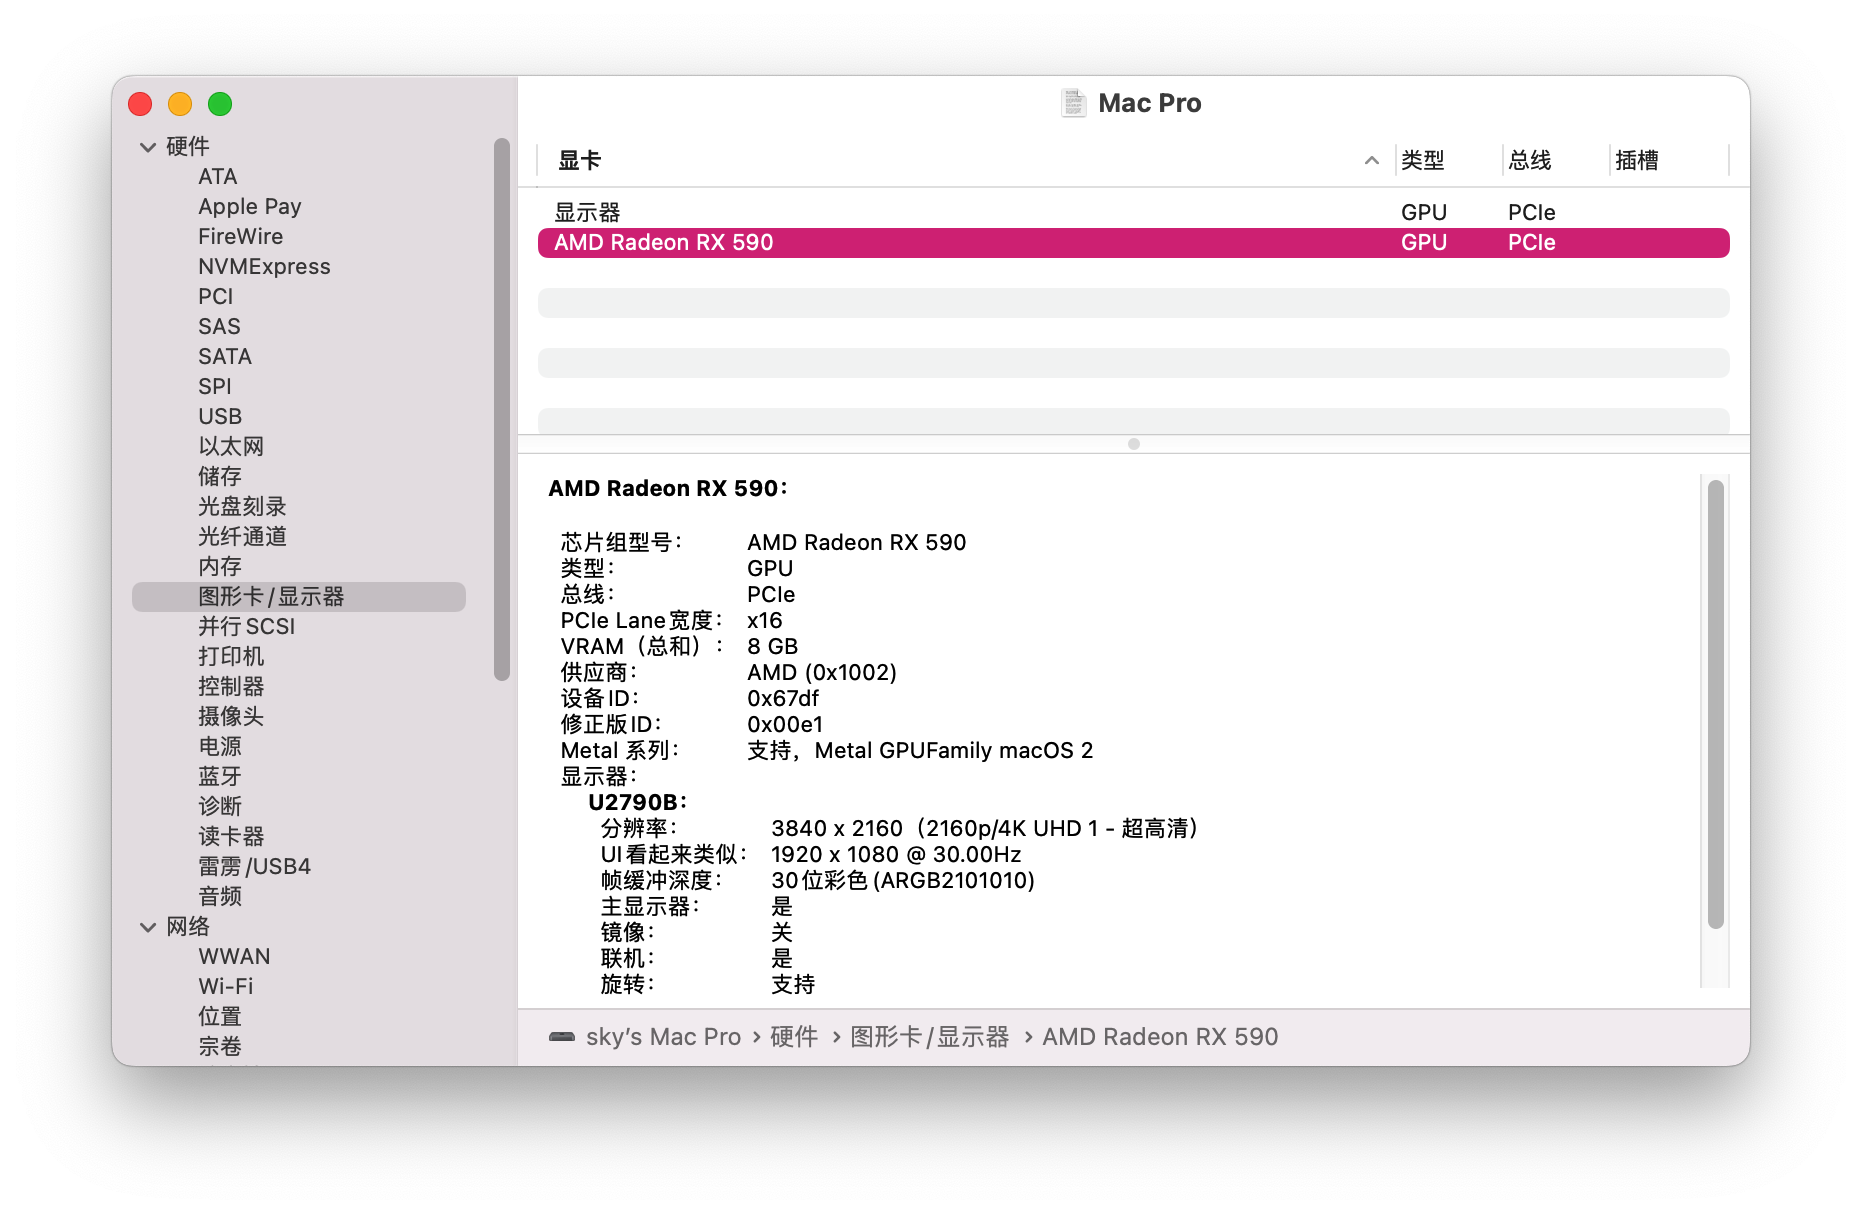 Mac Pro
硬件
ATA
Apple Pay
FireWire
NVMExpress
PCI
SAS
SATA
SPI
USB
以太网
储存
光盘刻录
光纤通道
内存
图形卡/显示器
并行 SCSI
打印机
控制器
摄像头
电源
蓝牙
诊断
读卡器
雷雳/USB4
音频
网络
WWAN
Wi-Fi
位置
宗卷
显卡 类型 总线 插槽
显示器 GPU PCIe
AMD Radeon RX 590 GPU PCIe
AMD Radeon RX 590:
芯片组型号: AMD Radeon RX 590
类型: GPU
总线: PCIe
PCIe Lane宽度: x16
VRAM（总和）: 8 GB
供应商: AMD (0x1002)
设备ID: 0x67df
修正版ID: 0x00e1
Metal 系列: 支持，Metal GPUFamily macOS 2
显示器:
U2790B:
分辨率: 3840 x 2160（2160p/4K UHD 1 - 超高清）
UI看起来类似: 1920 x 1080 @ 30.00Hz
帧缓冲深度: 30位彩色 (ARGB2101010)
主显示器: 是
镜像: 关
联机: 是
旋转: 支持
sky’s Mac Pro › 硬件 › 图形卡/显示器 › AMD Radeon RX 590